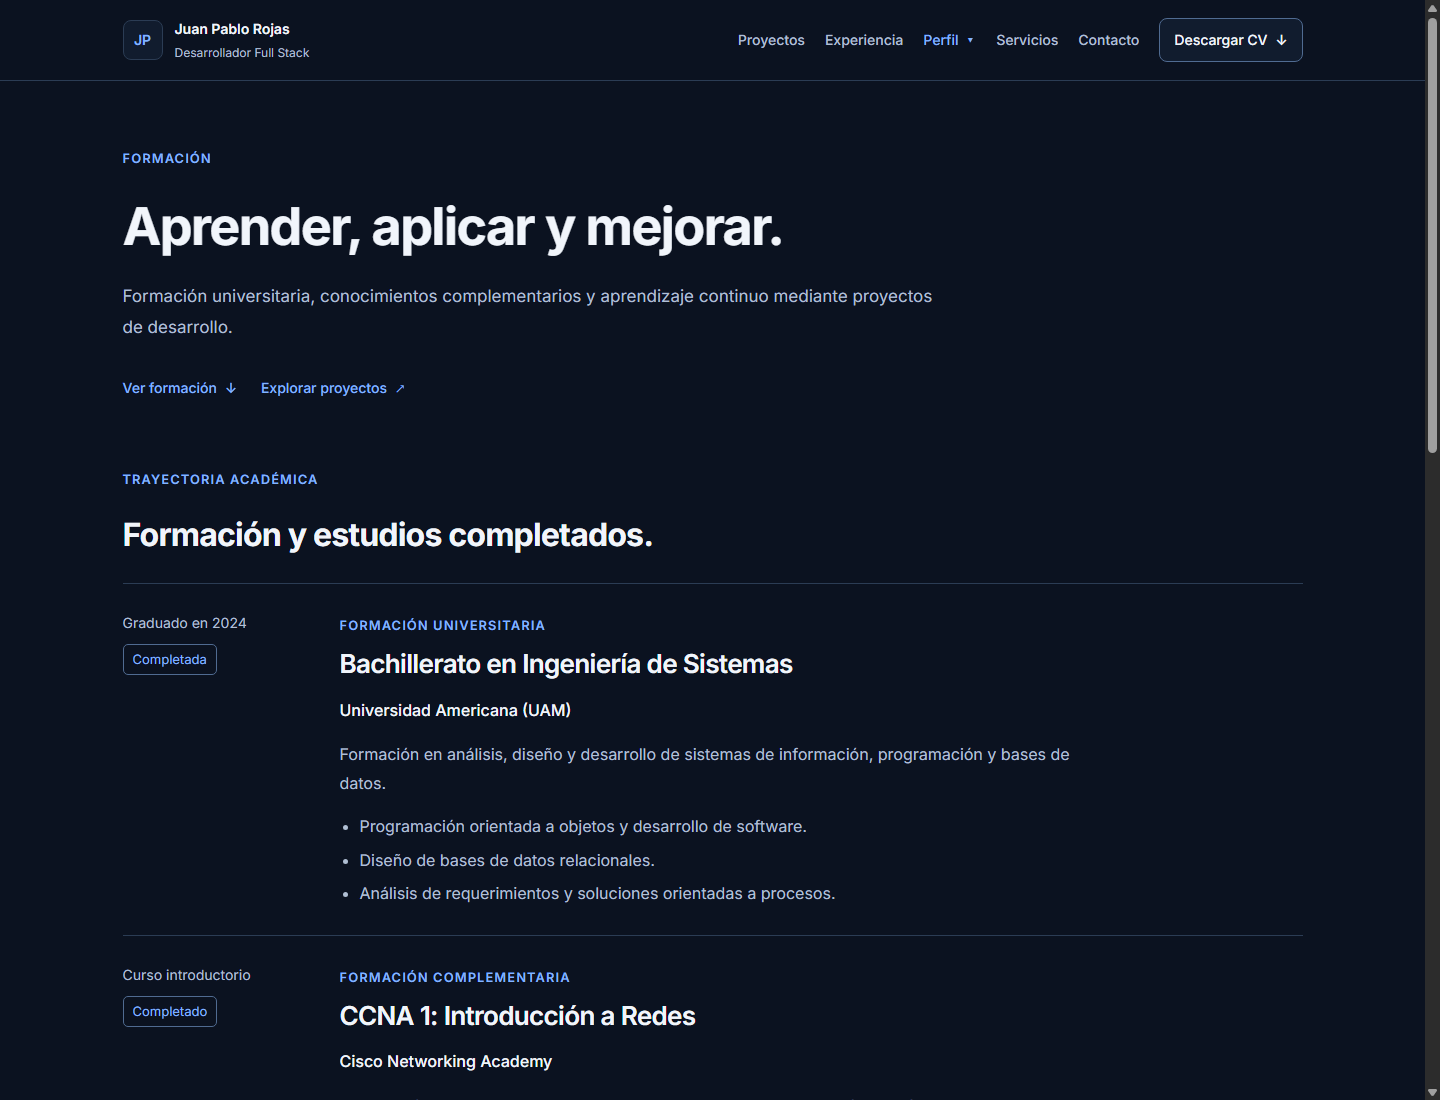 JP
Juan Pablo Rojas
Desarrollador Full Stack
Proyectos
Experiencia
Perfil ▾
Servicios
Contacto
Descargar CV ↓
FORMACIÓN
Aprender, aplicar y mejorar.
Formación universitaria, conocimientos complementarios y aprendizaje continuo mediante proyectos
de desarrollo.
Ver formación ↓
Explorar proyectos ↗
TRAYECTORIA ACADÉMICA
Formación y estudios completados.
Graduado en 2024
Completada
FORMACIÓN UNIVERSITARIA
Bachillerato en Ingeniería de Sistemas
Universidad Americana (UAM)
Formación en análisis, diseño y desarrollo de sistemas de información, programación y bases de
datos.
• Programación orientada a objetos y desarrollo de software.
• Diseño de bases de datos relacionales.
• Análisis de requerimientos y soluciones orientadas a procesos.
Curso introductorio
Completado
FORMACIÓN COMPLEMENTARIA
CCNA 1: Introducción a Redes
Cisco Networking Academy